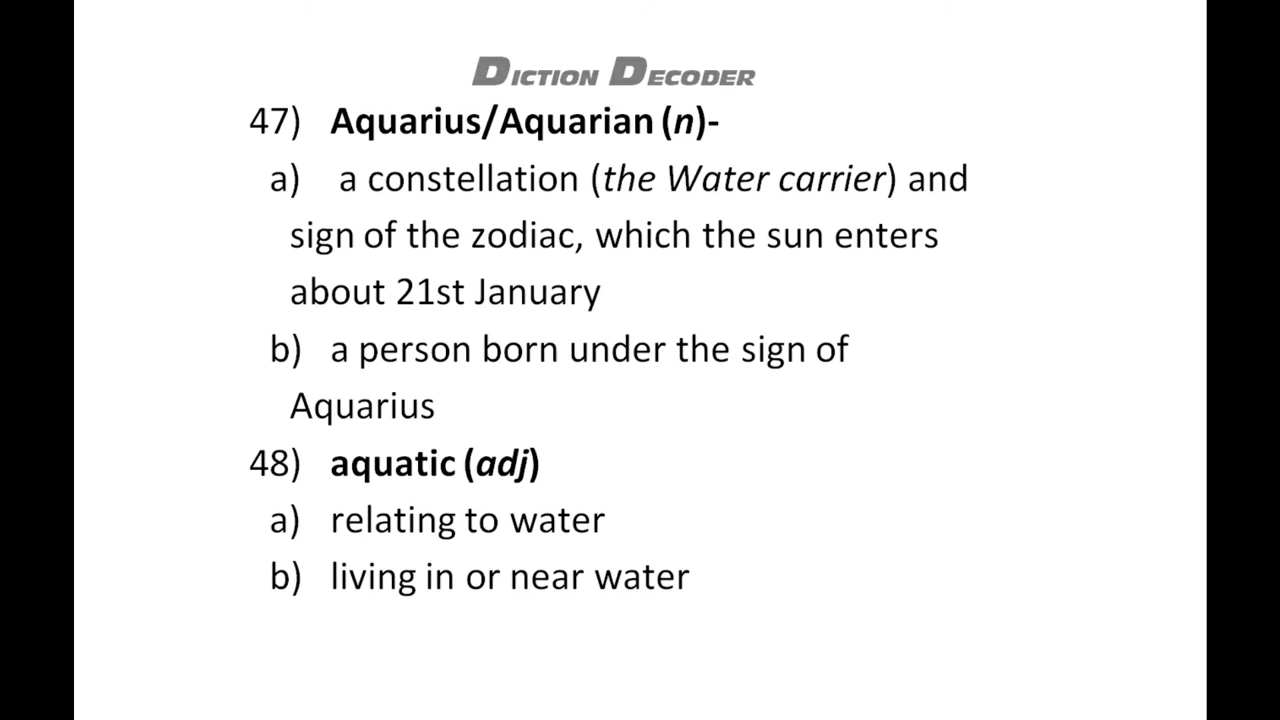 DICTION DECODER
47) Aquarius/Aquarian (n)-
a) a constellation (the Water carrier) and
sign of the zodiac, which the sun enters
about 21st January
b) a person born under the sign of
Aquarius
48) aquatic (adj)
a) relating to water
b) living in or near water